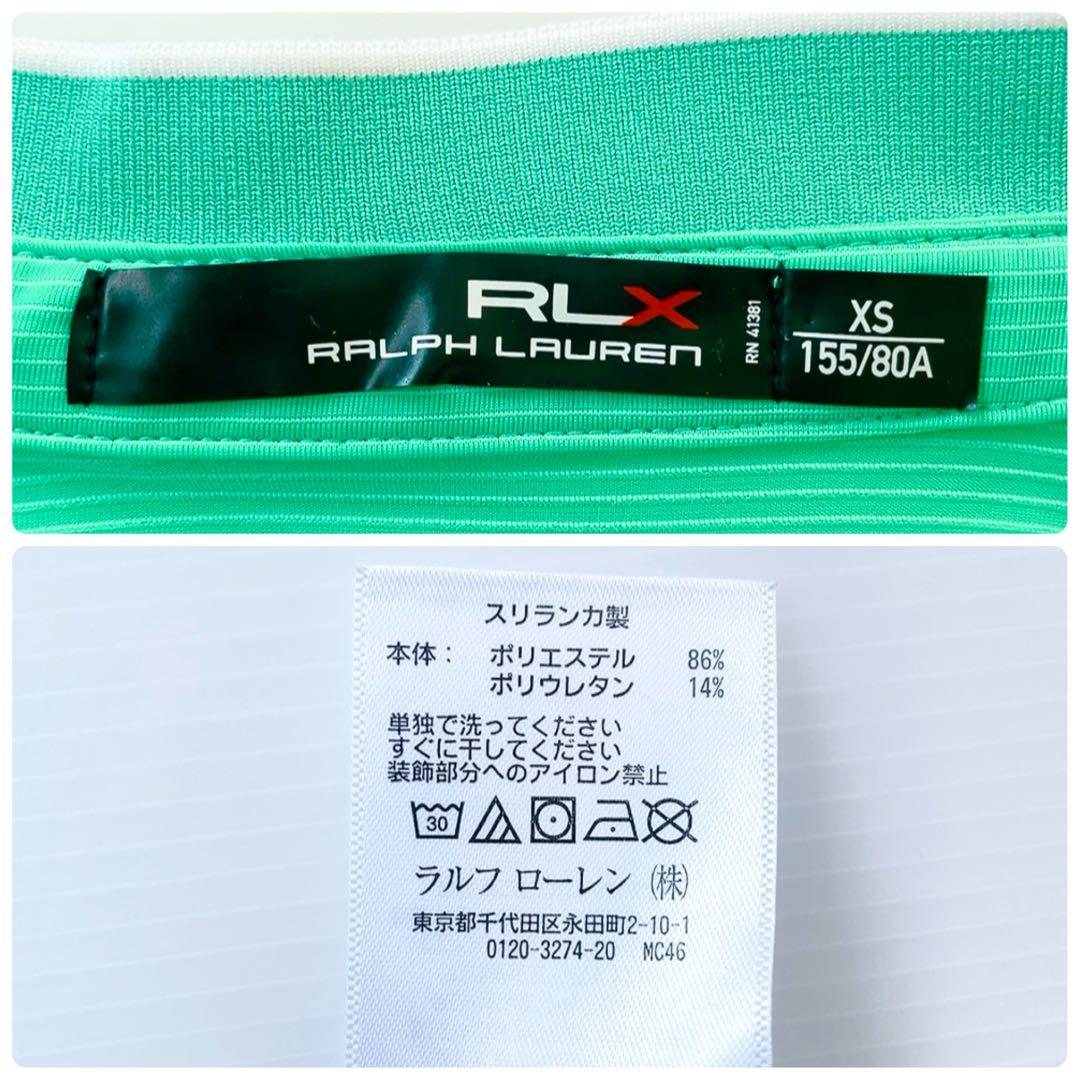 RLX
RALPH LAUREN
RN 41381
XS
155/80A
スリランカ製
本体： ポリエステル 86%
ポリウレタン 14%
単独で洗ってください
すぐに干してください
装飾部分へのアイロン禁止
30
ラルフ ローレン (株)
東京都千代田区永田町2-10-1
0120-3274-20 MC46